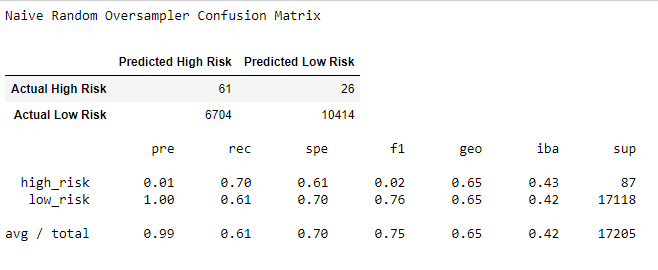 Naive Random Oversampler Confusion Matrix
Predicted High Risk Predicted Low Risk
Actual High Risk 61 26
Actual Low Risk 6704 10414
pre rec spe f1 geo iba sup
high_risk 0.01 0.70 0.61 0.02 0.65 0.43 87
low_risk 1.00 0.61 0.70 0.76 0.65 0.42 17118
avg / total 0.99 0.61 0.70 0.75 0.65 0.42 17205